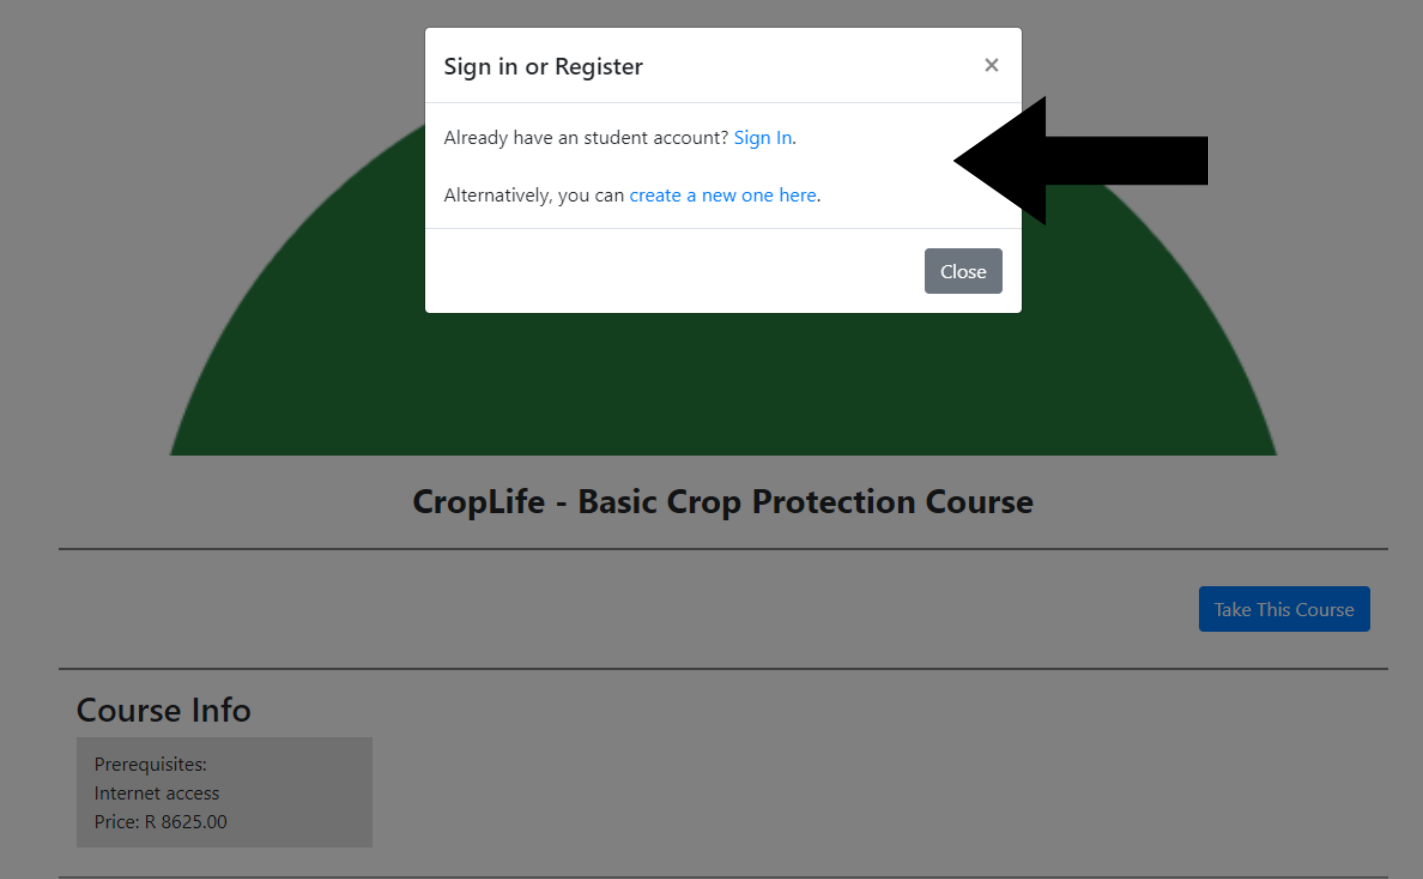 Sign in or Register ×
Already have an student account? Sign In.
Alternatively, you can create a new one here.
Close
CropLife - Basic Crop Protection Course
Take This Course
Course Info
Prerequisites:
Internet access
Price: R 8625.00